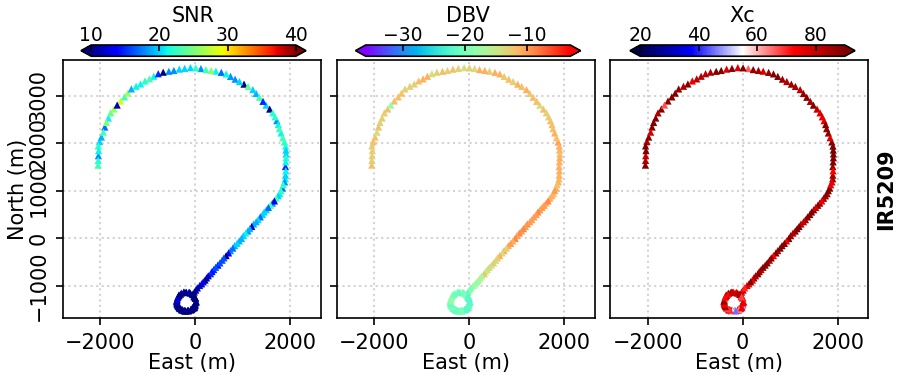 SNR DBV Xc
10 20 30 40 −30 −20 −10 20 40 60 80
North (m)
3000
2000
1000
0
−1000
IR5209
−2000 0 2000 −2000 0 2000 −2000 0 2000
East (m) East (m) East (m)